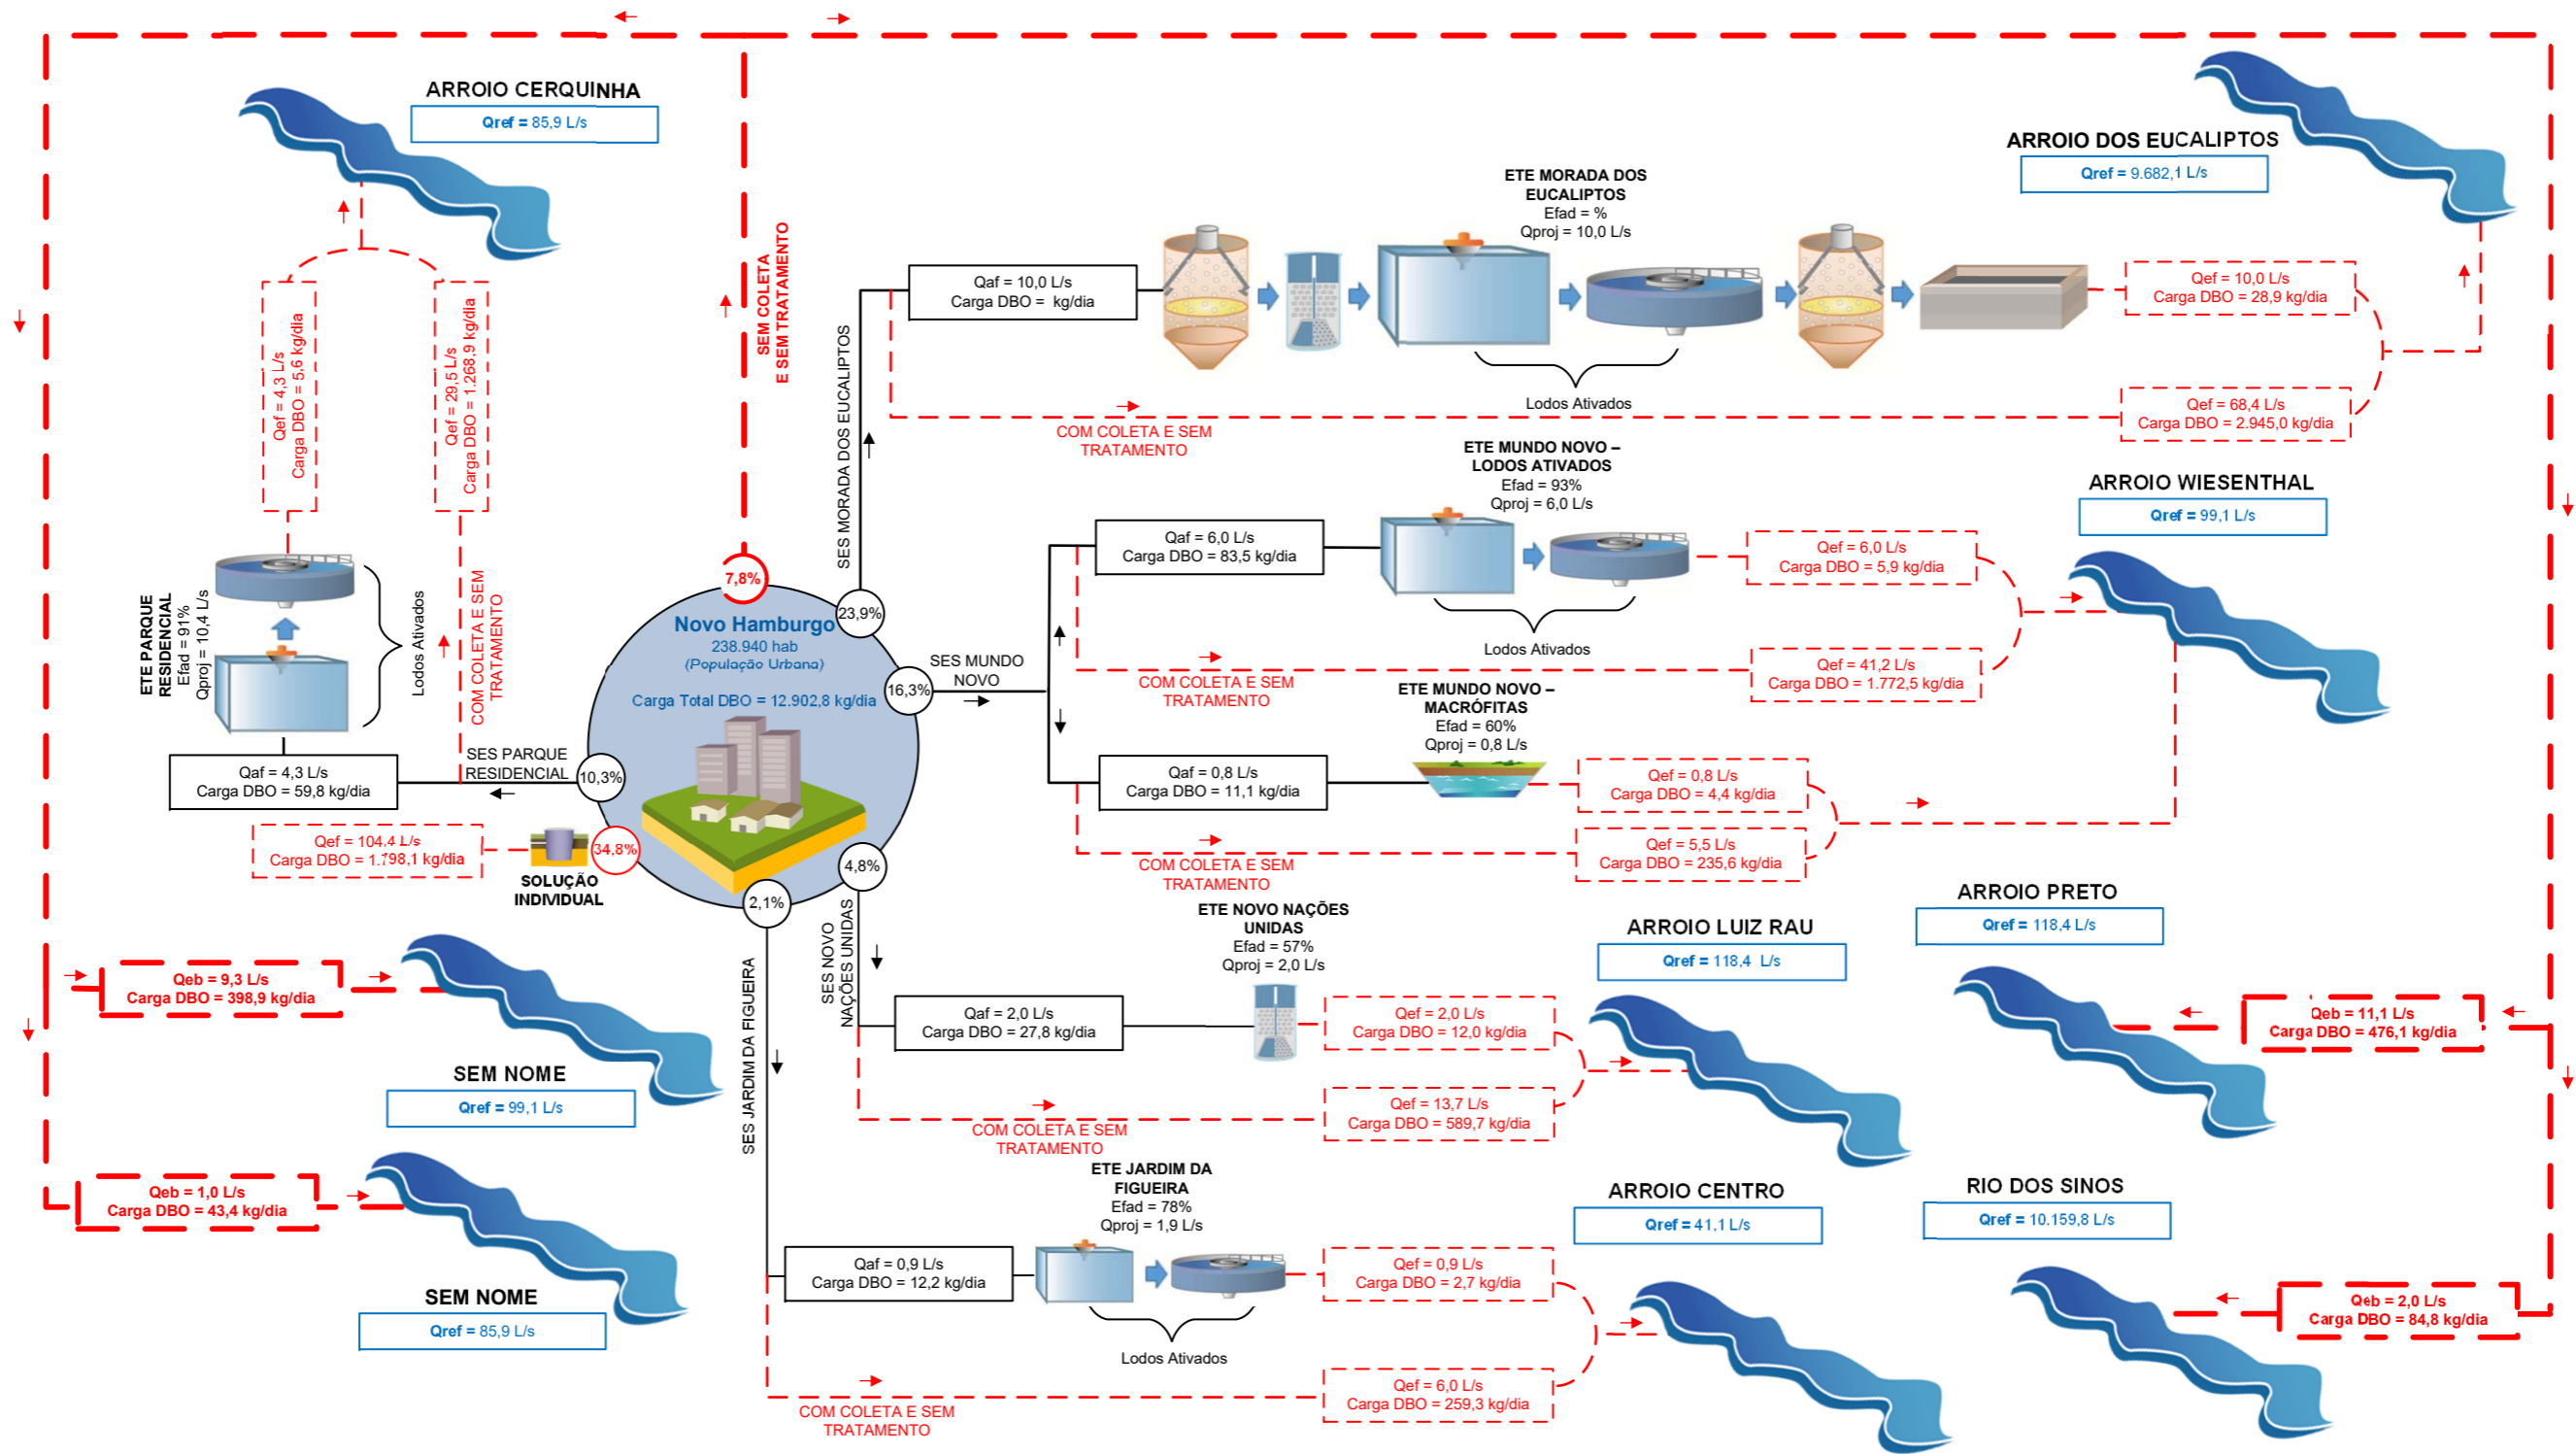 ARROIO CERQUINHA
Qref = 85,9 L/s
Qef = 4,3 L/s
Carga DBO = 5,6 kg/dia
Qef = 29,5 L/s
Carga DBO = 1.268,9 kg/dia
ETE PARQUE
RESIDENCIAL
Efad = 91%
Qproj = 10,4 L/s
Lodos Ativados
COM COLETA E SEM
TRATAMENTO
Qaf = 4,3 L/s
Carga DBO = 59,8 kg/dia
SES PARQUE
RESIDENCIAL
10,3%
Qef = 104,4 L/s
Carga DBO = 1.798,1 kg/dia
34,8%
SOLUÇÃO
INDIVIDUAL
SEM COLETA
E SEM TRATAMENTO
7,8%
Novo Hamburgo
238.940 hab
(População Urbana)
Carga Total DBO = 12.902,8 kg/dia
23,9%
SES MORADA DOS EUCALIPTOS
Qaf = 10,0 L/s
Carga DBO = kg/dia
ETE MORADA DOS
EUCALIPTOS
Efad = %
Qproj = 10,0 L/s
Lodos Ativados
COM COLETA E SEM
TRATAMENTO
ARROIO DOS EUCALIPTOS
Qref = 9.682,1 L/s
Qef = 10,0 L/s
Carga DBO = 28,9 kg/dia
Qef = 68,4 L/s
Carga DBO = 2.945,0 kg/dia
16,3%
SES MUNDO
NOVO
ETE MUNDO NOVO –
LODOS ATIVADOS
Efad = 93%
Qproj = 6,0 L/s
Qaf = 6,0 L/s
Carga DBO = 83,5 kg/dia
Lodos Ativados
COM COLETA E SEM
TRATAMENTO
Qef = 6,0 L/s
Carga DBO = 5,9 kg/dia
Qef = 41,2 L/s
Carga DBO = 1.772,5 kg/dia
ARROIO WIESENTHAL
Qref = 99,1 L/s
ETE MUNDO NOVO –
MACRÓFITAS
Efad = 60%
Qproj = 0,8 L/s
Qaf = 0,8 L/s
Carga DBO = 11,1 kg/dia
COM COLETA E SEM
TRATAMENTO
Qef = 0,8 L/s
Carga DBO = 4,4 kg/dia
Qef = 5,5 L/s
Carga DBO = 235,6 kg/dia
4,8%
SES NOVO
NAÇÕES UNIDAS
ETE NOVO NAÇÕES
UNIDAS
Efad = 57%
Qproj = 2,0 L/s
Qaf = 2,0 L/s
Carga DBO = 27,8 kg/dia
COM COLETA E SEM
TRATAMENTO
Qef = 2,0 L/s
Carga DBO = 12,0 kg/dia
Qef = 13,7 L/s
Carga DBO = 589,7 kg/dia
ARROIO LUIZ RAU
Qref = 118,4 L/s
ARROIO PRETO
Qref = 118,4 L/s
Qeb = 11,1 L/s
Carga DBO = 476,1 kg/dia
2,1%
SES JARDIM DA FIGUEIRA
ETE JARDIM DA
FIGUEIRA
Efad = 78%
Qproj = 1,9 L/s
Qaf = 0,9 L/s
Carga DBO = 12,2 kg/dia
Lodos Ativados
COM COLETA E SEM
TRATAMENTO
Qef = 0,9 L/s
Carga DBO = 2,7 kg/dia
Qef = 6,0 L/s
Carga DBO = 259,3 kg/dia
ARROIO CENTRO
Qref = 41,1 L/s
RIO DOS SINOS
Qref = 10.159,8 L/s
Qeb = 2,0 L/s
Carga DBO = 84,8 kg/dia
Qeb = 9,3 L/s
Carga DBO = 398,9 kg/dia
SEM NOME
Qref = 99,1 L/s
Qeb = 1,0 L/s
Carga DBO = 43,4 kg/dia
SEM NOME
Qref = 85,9 L/s